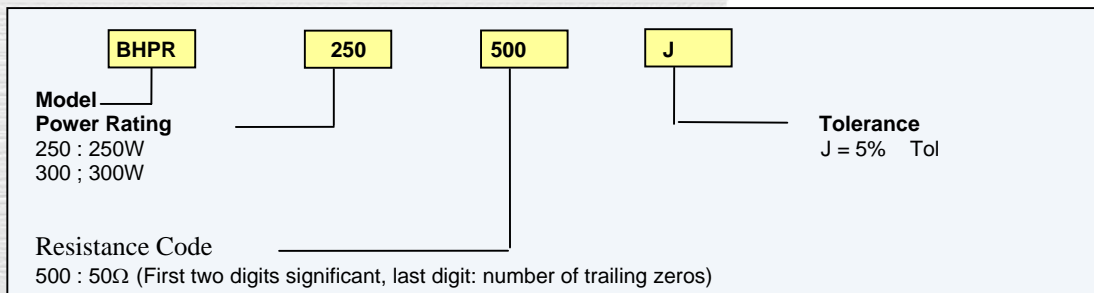 BHPR 250 500 J
Model
Power Rating
250 : 250W
300 ; 300W
Tolerance
J = 5% Tol
Resistance Code
500 : 50Ω (First two digits significant, last digit: number of trailing zeros)